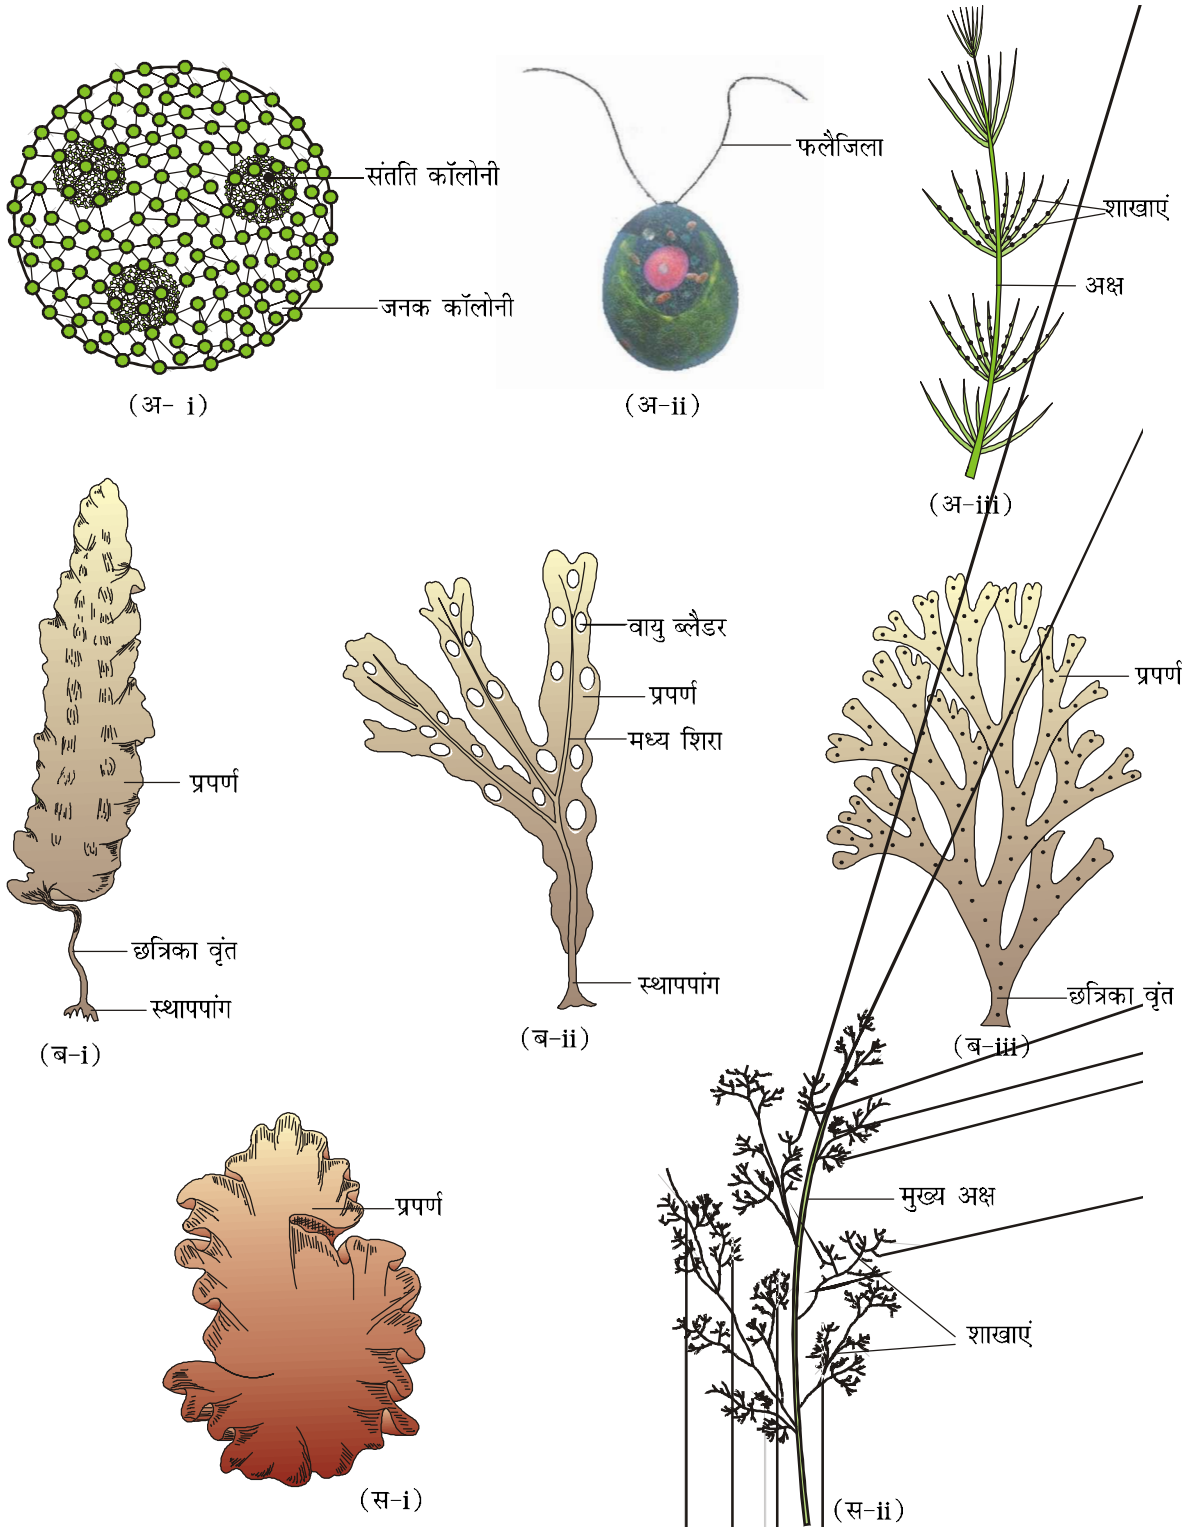 संतति कॉलोनी
जनक कॉलोनी
(अ- i)
फलैजिला
(अ-ii)
शाखाएं
अक्ष
(अ-iii)
प्रपर्ण
छत्रिका वृंत
स्थापपांग
(ब-i)
वायु ब्लैडर
प्रपर्ण
मध्य शिरा
स्थापपांग
(ब-ii)
प्रपर्ण
छत्रिका वृंत
(ब-iii)
प्रपर्ण
(स-i)
मुख्य अक्ष
शाखाएं
(स-ii)